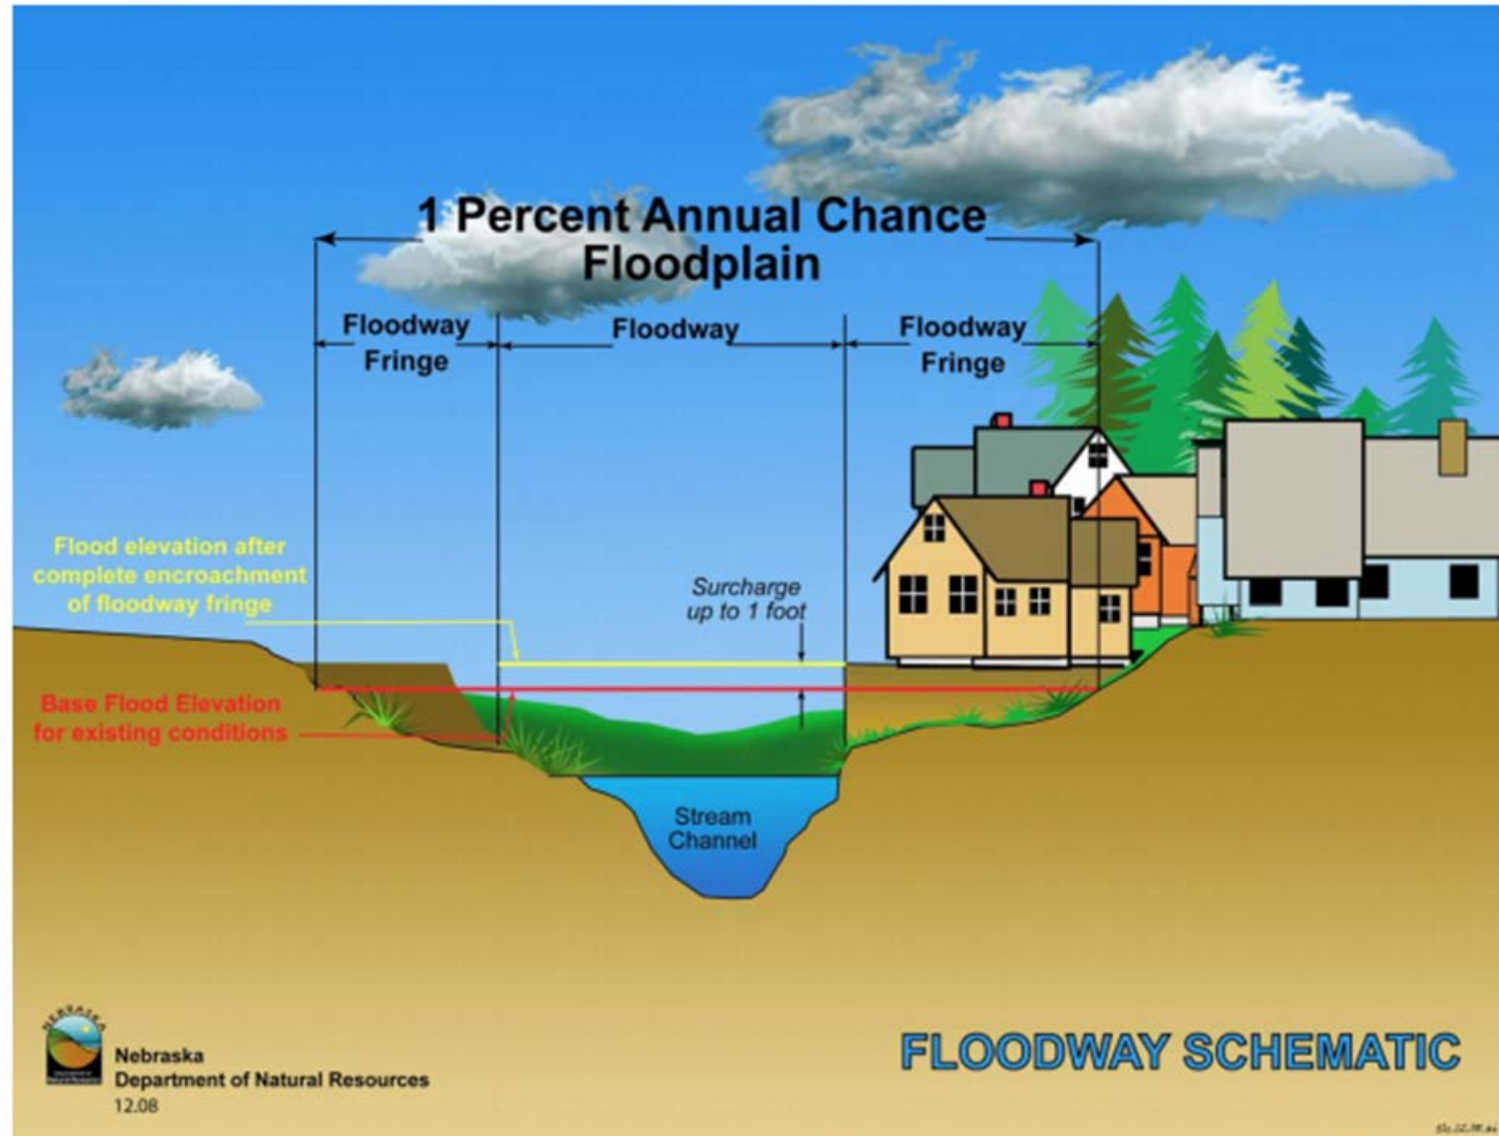 1 Percent Annual Chance
Floodplain
Floodway
Fringe
Floodway
Floodway
Fringe
Flood elevation after
complete encroachment
of floodway fringe
Surcharge
up to 1 foot
Base Flood Elevation
for existing conditions
Stream
Channel
NEBRASKA
Nebraska
Department of Natural Resources
12.08
FLOODWAY SCHEMATIC